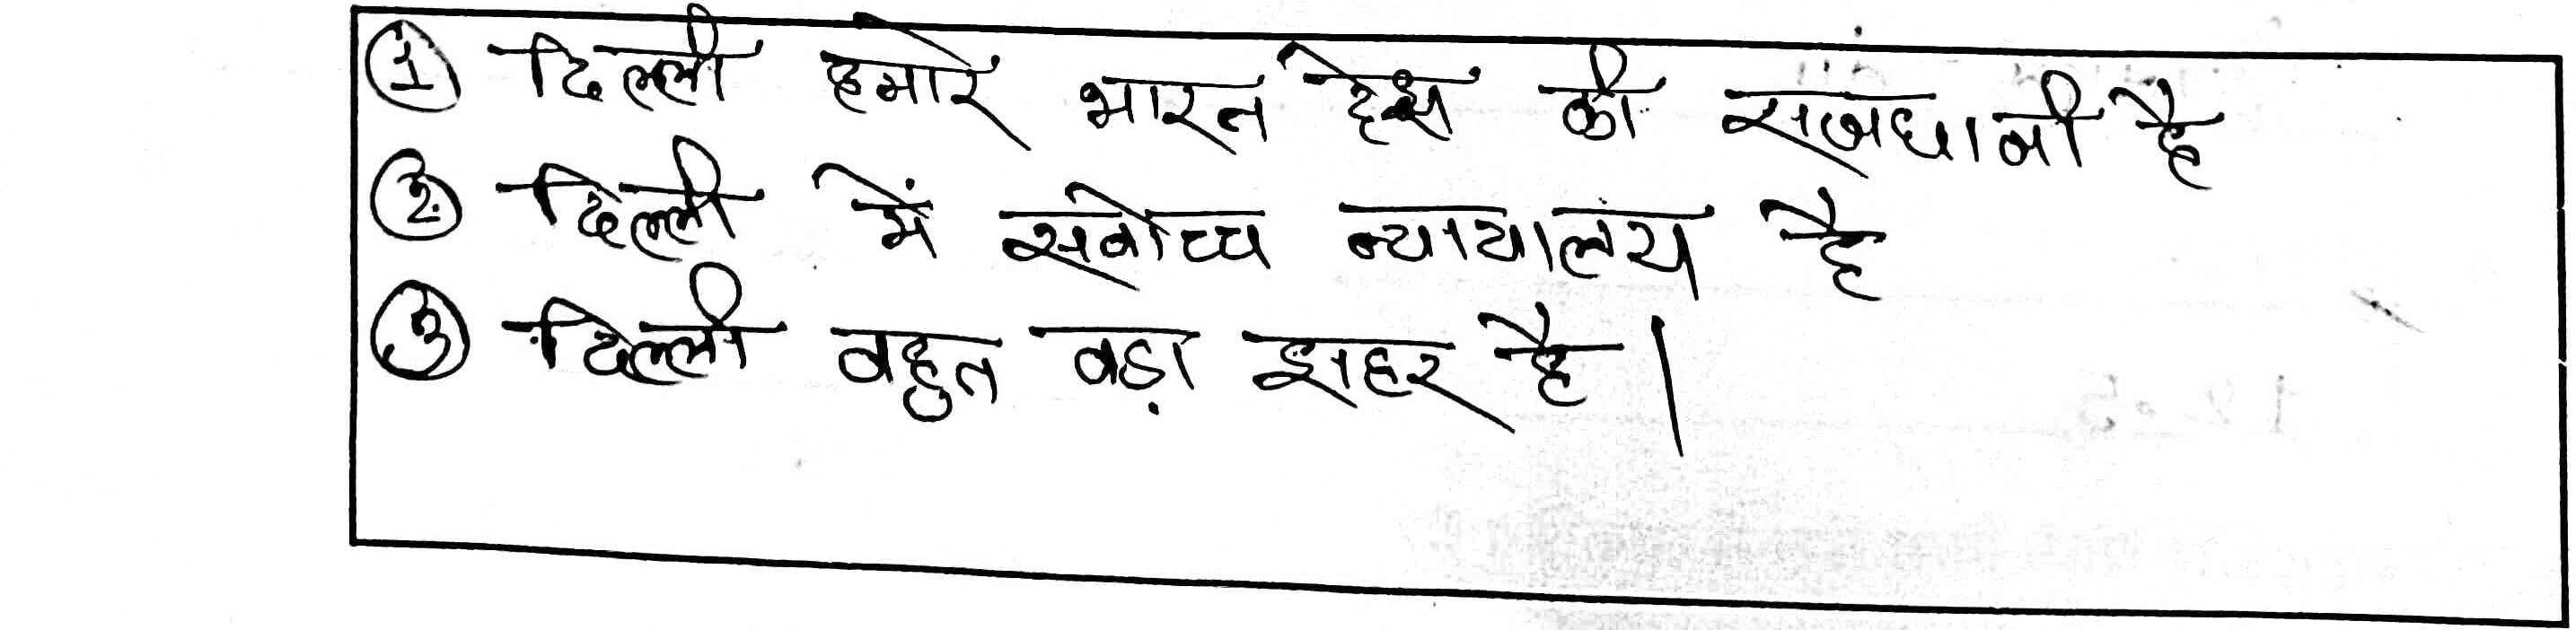 ① दिल्ली हमारे भारत देश की राजधानी है
② दिल्ली में सर्वोच्च न्यायालय है
③ दिल्ली बहुत बड़ा शहर है।